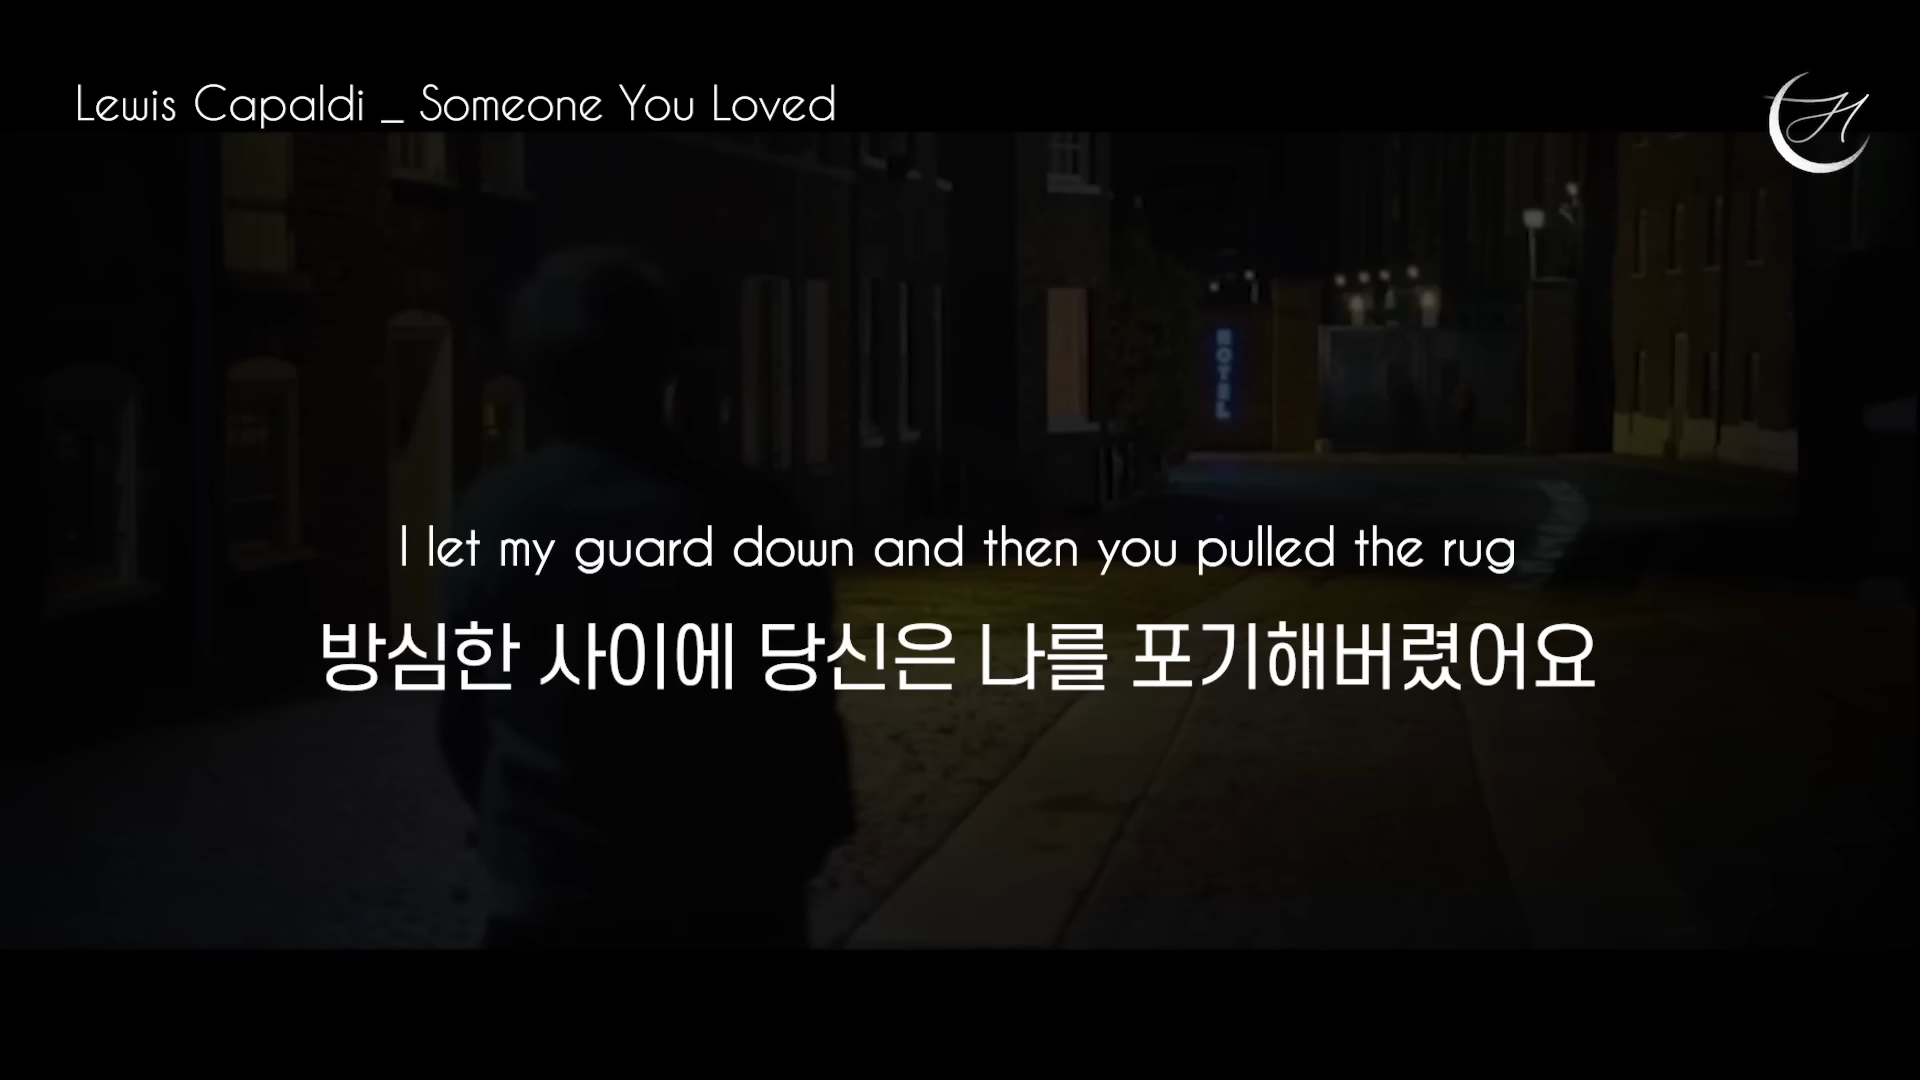 Lewis Capaldi _ Someone You Loved
HOTEL
I let my guard down and then you pulled the rug
방심한 사이에 당신은 나를 포기해버렸어요